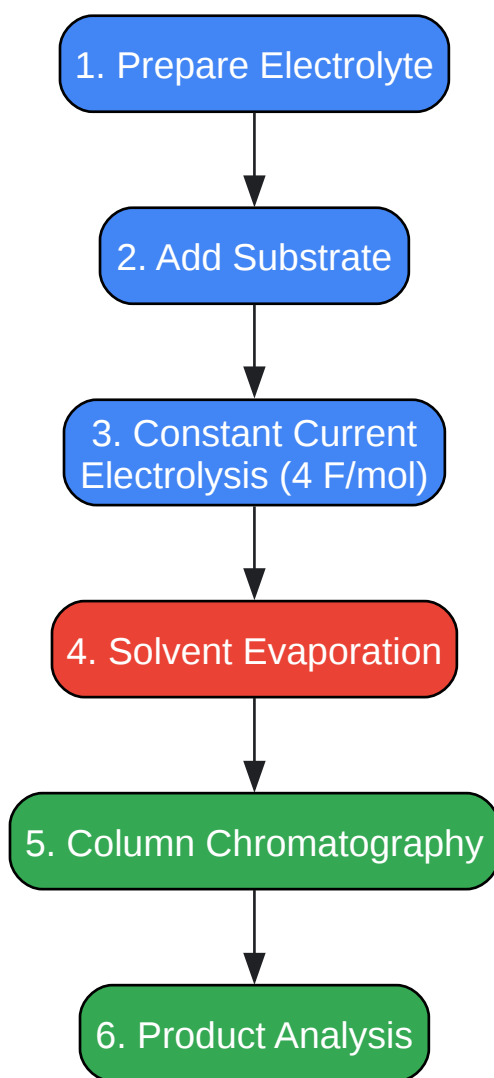 1. Prepare Electrolyte
2. Add Substrate
3. Constant Current
Electrolysis (4 F/mol)
4. Solvent Evaporation
5. Column Chromatography
6. Product Analysis